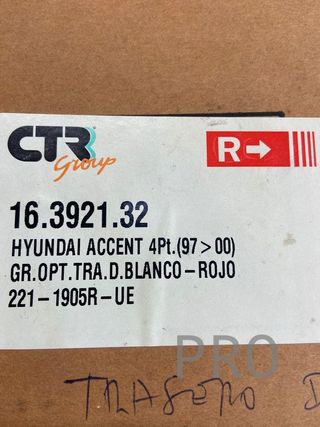 CTR
Group
R
16.3921.32
HYUNDAI ACCENT 4Pt.(97>00)
GR.OPT.TRA.D.BLANCO-ROJO
221-1905R-UE
PRO
TRASERO D